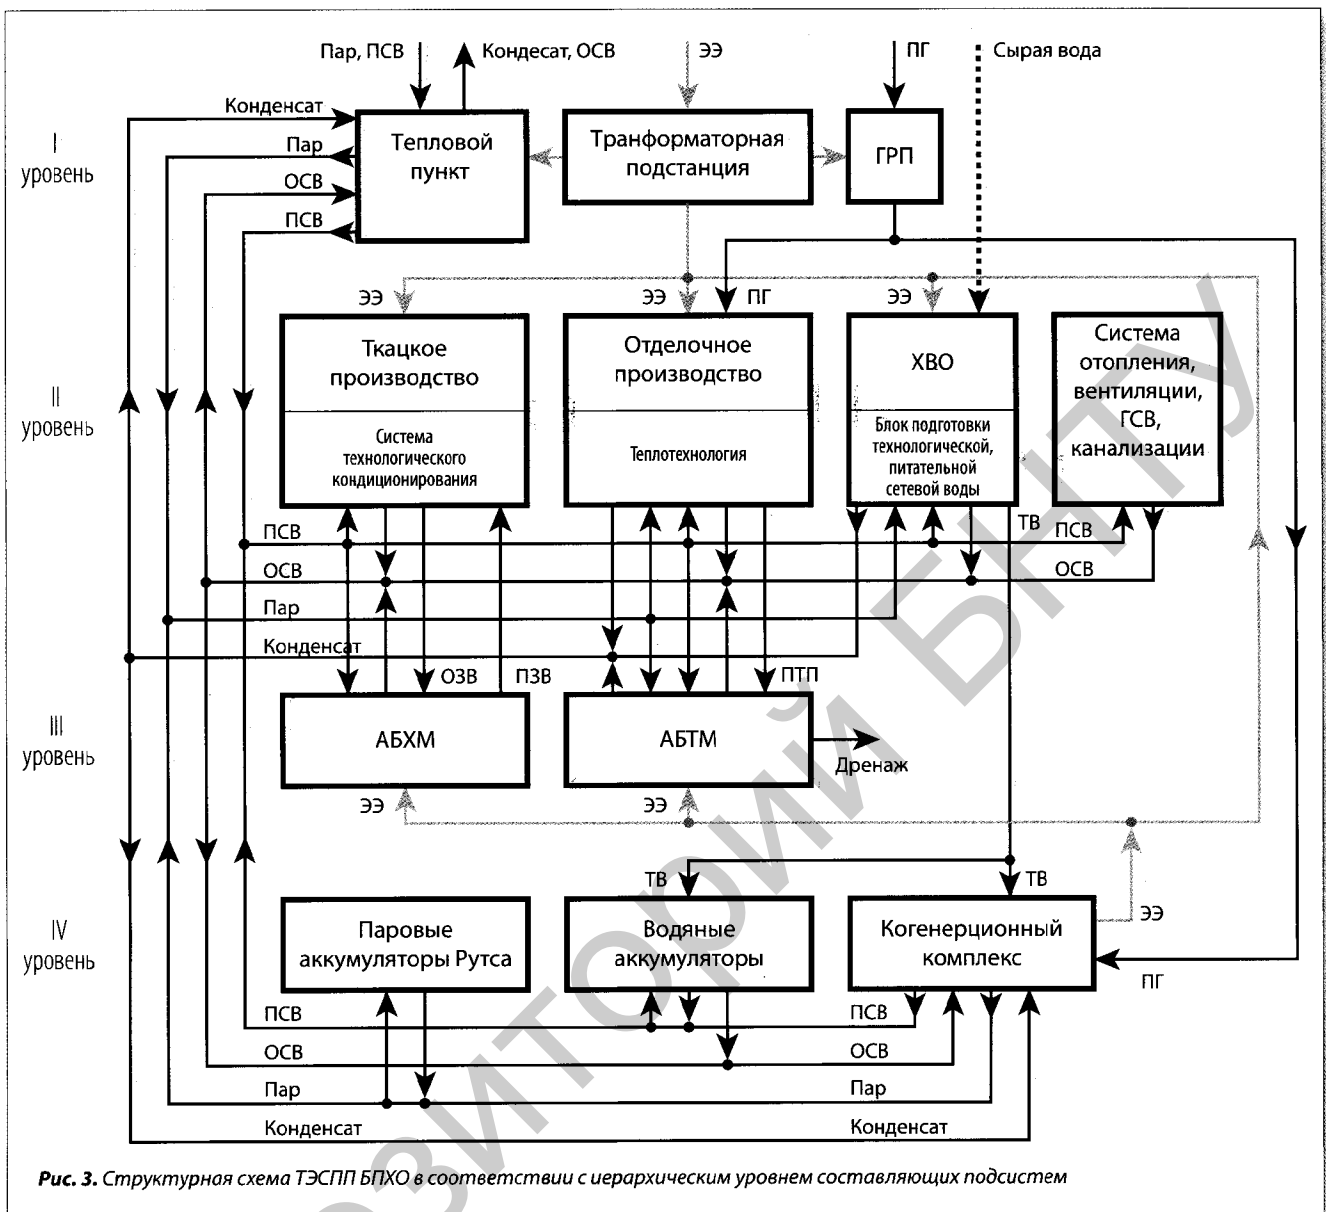 Пар, ПСВ
Кондесат, ОСВ
ЭЭ
ПГ
Сырая вода
Конденсат
Пар
ОСВ
ПСВ
I
уровень
Тепловой
пункт
Транформаторная
подстанция
ГРП
ЭЭ
ЭЭ
ПГ
ЭЭ
II
уровень
Ткацкое
производство
Система
технологического
кондиционирования
Отделочное
производство
Теплотехнология
ХВО
Блок подготовки
технологической,
питательной
сетевой воды
Система
отопления,
вентиляции,
ГСВ,
канализации
ПСВ
ТВ
ПСВ
ОСВ
ОСВ
Пар
Конденсат
ОЗВ
ПЗВ
ПТП
III
уровень
АБХМ
АБТМ
Дренаж
ЭЭ
ЭЭ
ТВ
ТВ
ЭЭ
IV
уровень
Паровые
аккумуляторы Рутса
Водяные
аккумуляторы
Когенерционный
комплекс
ПГ
ПСВ
ПСВ
ОСВ
ОСВ
Пар
Пар
Конденсат
Конденсат
Рис. 3. Структурная схема ТЭСПП БПХО в соответствии с иерархическим уровнем составляющих подсистем
озиторий БНТУ